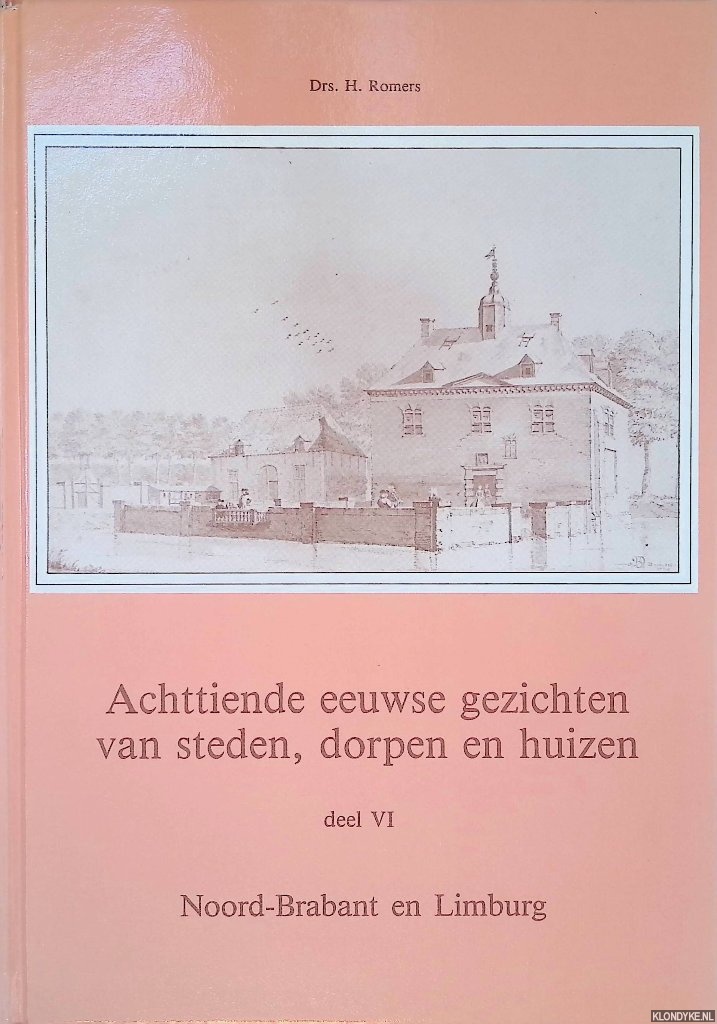 Drs. H. Romers
Achttiende eeuwse gezichten
van steden, dorpen en huizen
deel VI
Noord-Brabant en Limburg
KLONDYKE.NL